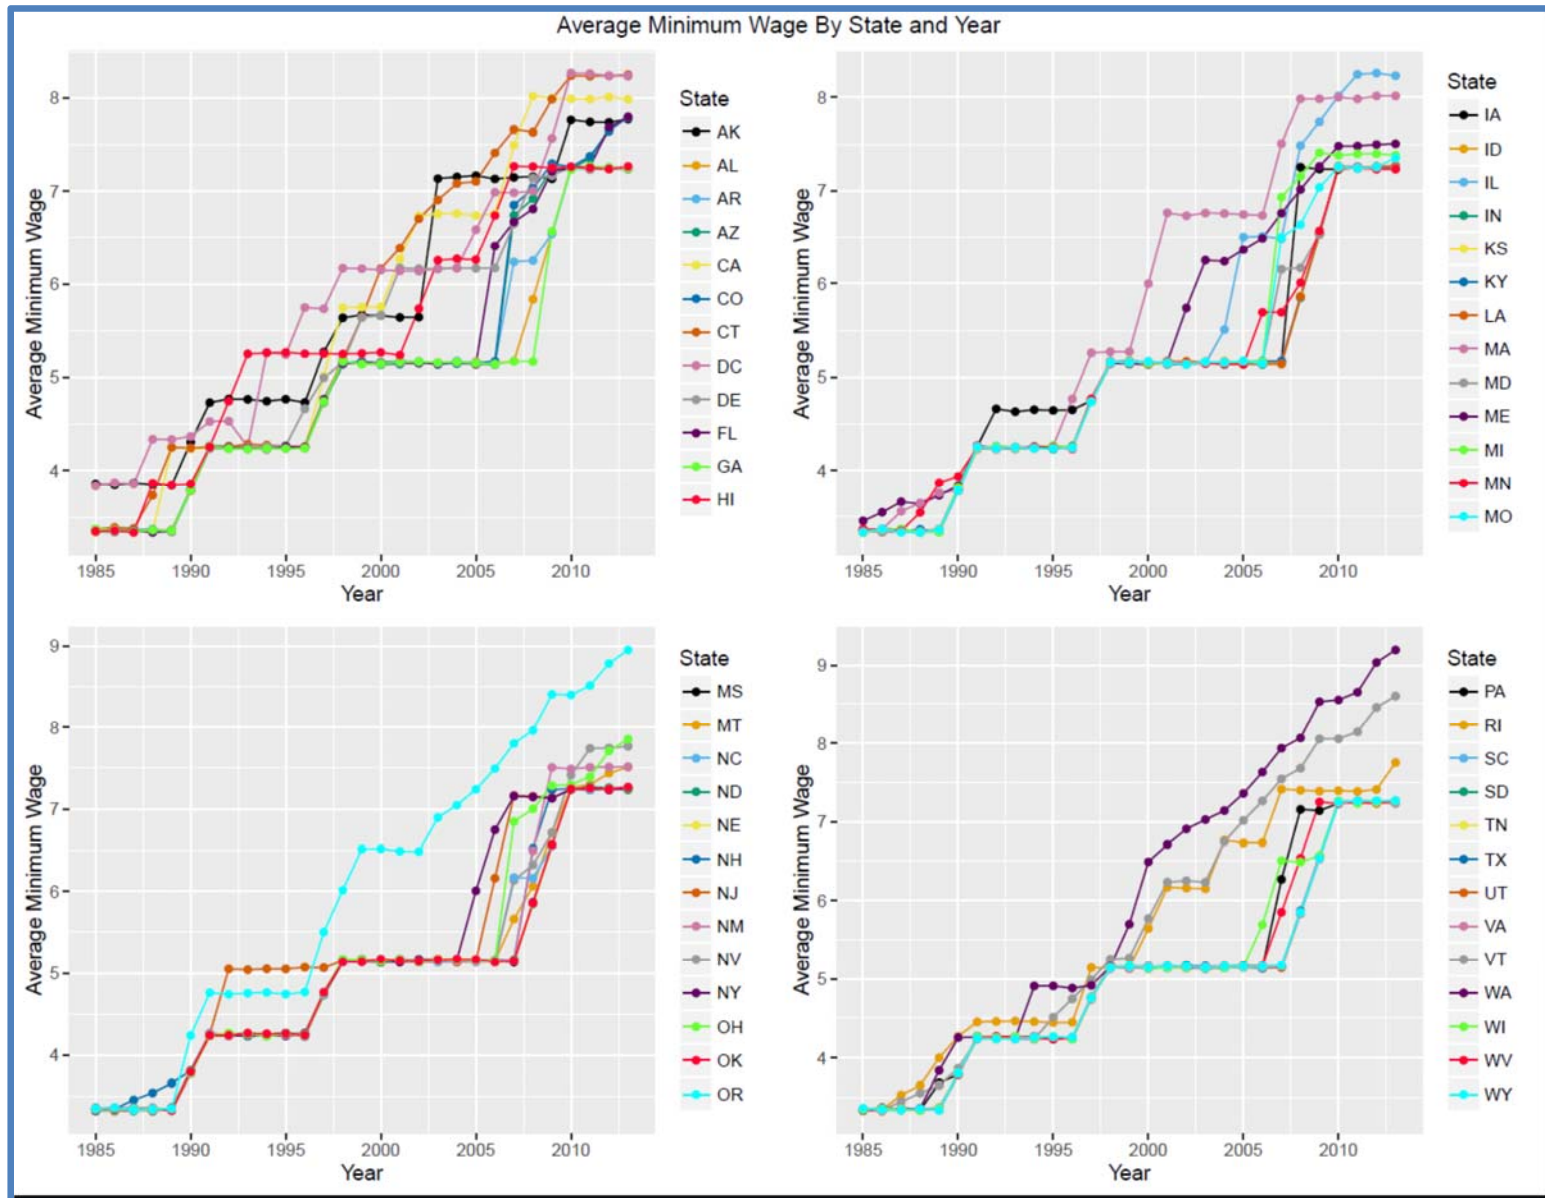 Average Minimum Wage By State and Year
Average Minimum Wage
8
7
6
5
4
1985 1990 1995 2000 2005 2010
Year
State
AK
AL
AR
AZ
CA
CO
CT
DC
DE
FL
GA
HI
Average Minimum Wage
8
7
6
5
4
1985 1990 1995 2000 2005 2010
Year
State
IA
ID
IL
IN
KS
KY
LA
MA
MD
ME
MI
MN
MO
Average Minimum Wage
9
8
7
6
5
4
1985 1990 1995 2000 2005 2010
Year
State
MS
MT
NC
ND
NE
NH
NJ
NM
NV
NY
OH
OK
OR
Average Minimum Wage
9
8
7
6
5
4
1985 1990 1995 2000 2005 2010
Year
State
PA
RI
SC
SD
TN
TX
UT
VA
VT
WA
WI
WV
WY